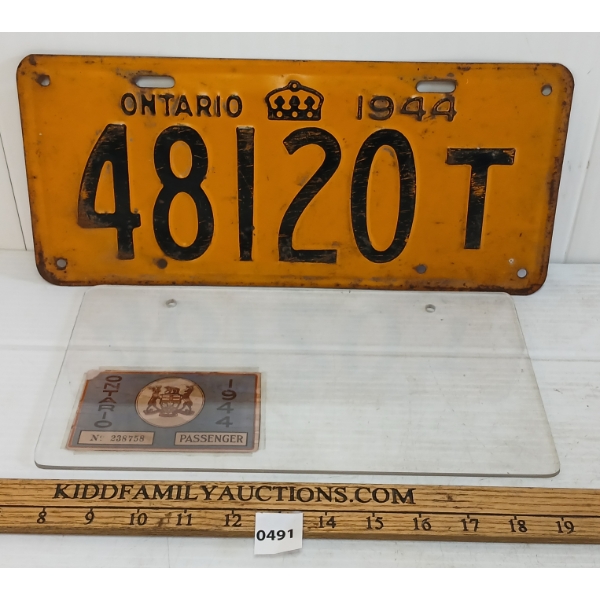 ONTARIO 1944
48120 T
ONTARIO 1944
No 238758 PASSENGER
KIDDFAMILYAUCTIONS.COM
8 9 10 11 12 14 15 16 17 18 19
0491